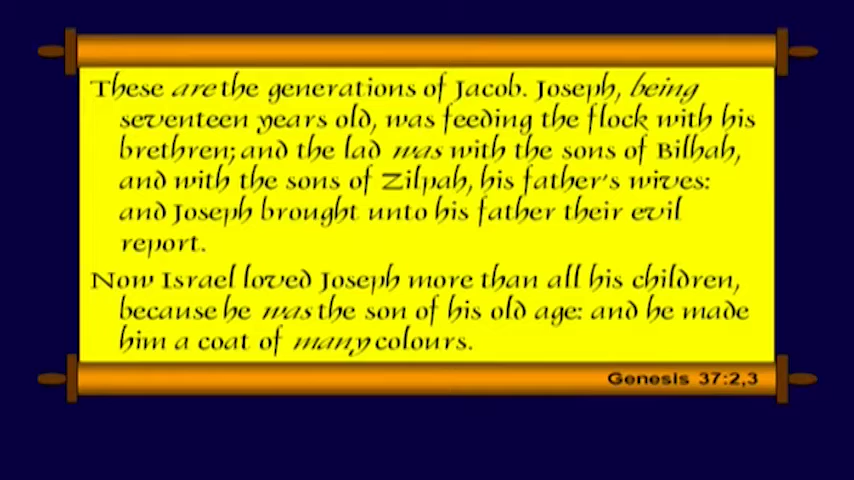 These are the generations of Jacob. Joseph, being
seventeen years old, was feeding the flock with his
brethren; and the lad was with the sons of Bilhah,
and with the sons of Zilpah, his father's wives:
and Joseph brought unto his father their evil
report.
Now Israel loved Joseph more than all his children,
because he was the son of his old age: and he made
him a coat of many colours.
Genesis 37:2,3